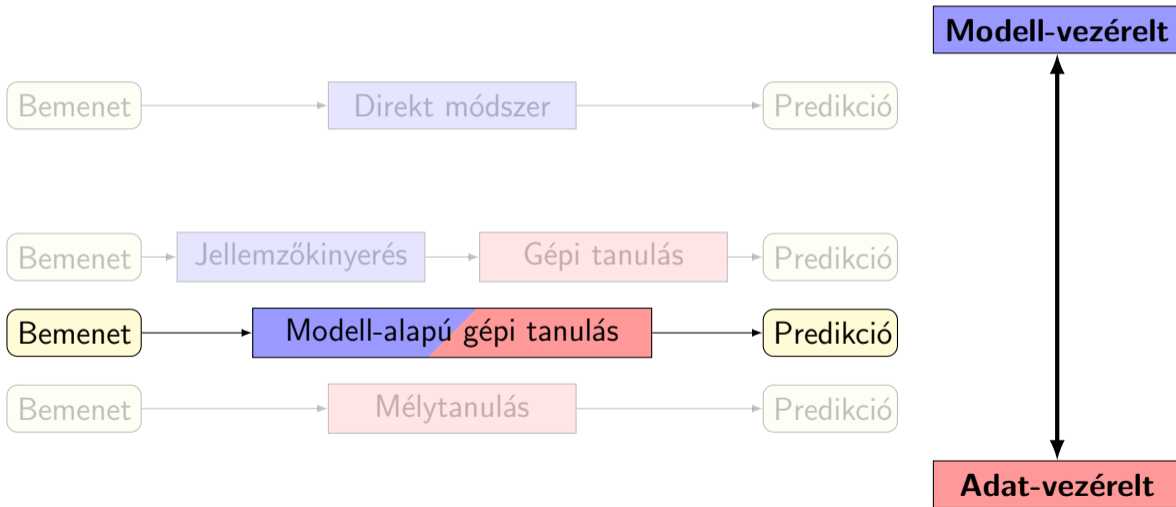 Modell-vezérelt
Bemenet Direkt módszer Predikció
Bemenet Jellemzőkinyerés Gépi tanulás Predikció
Bemenet Modell-alapú gépi tanulás Predikció
Bemenet Mélytanulás Predikció
Adat-vezérelt